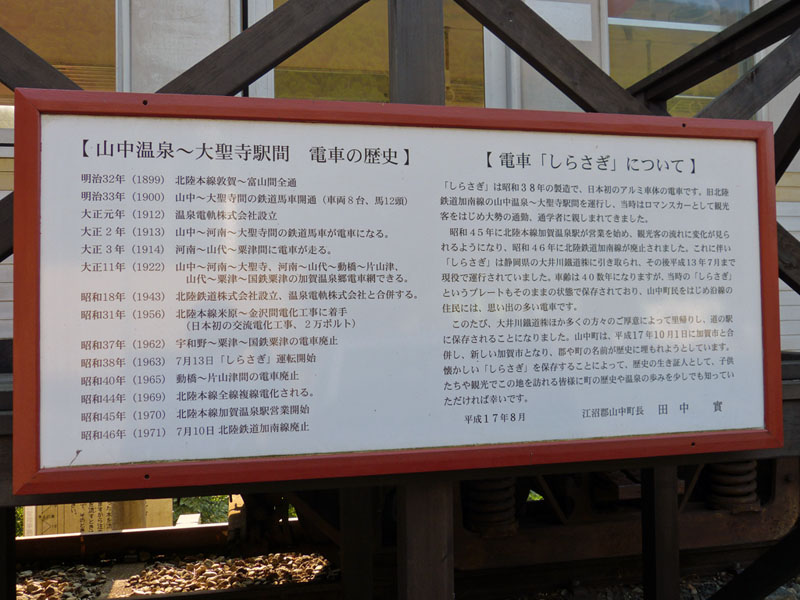 【 山中温泉～大聖寺駅間　電車の歴史 】
明治32年（1899）北陸本線敦賀～富山間全通
明治33年（1900）山中～大聖寺間の鉄道馬車開通（車両８台、馬12頭）
大正元年（1912）温泉電軌株式会社設立
大正２年（1913）山中～河南～大聖寺間の鉄道馬車が電車になる。
大正３年（1914）河南～山代～粟津間に電車が走る。
大正11年（1922）山中～河南～大聖寺、河南～山代～動橋～片山津、
山代～粟津～国鉄粟津の加賀温泉郷電車網できる。
昭和18年（1943）北陸鉄道株式会社設立、温泉電軌株式会社と合併する。
昭和31年（1956）北陸本線米原～金沢間電化工事に着手
（日本初の交流電化工事、２万ボルト）
昭和37年（1962）宇和野～粟津～国鉄粟津の電車廃止
昭和38年（1963）７月13日「しらさぎ」運転開始
昭和40年（1965）動橋～片山津間の電車廃止
昭和44年（1969）北陸本線全線複線電化される。
昭和45年（1970）北陸本線加賀温泉駅営業開始
昭和46年（1971）７月10日 北陸鉄道加南線廃止
【 電車「しらさぎ」について 】
「しらさぎ」は昭和３８年の製造で、日本初のアルミ車体の電車です。旧北陸
鉄道加南線の山中温泉～大聖寺駅間を運行し、当時はロマンスカーとして観光
客をはじめ大勢の通勤、通学者に親しまれてきました。
昭和４５年に北陸本線加賀温泉駅が営業を始め、観光客の流れに変化が見ら
れるようになり、昭和４６年に北陸鉄道加南線が廃止されました。これに伴い
「しらさぎ」は静岡県の大井川鐵道㈱に引き取られ、その後平成１３年７月まで
現役で運行されていました。車齢は４０数年になりますが、当時の「しらさぎ」
というプレートもそのままの状態で保存されており、山中町民をはじめ沿線の
住民には、思い出の多い電車です。
このたび、大井川鐵道㈱ほか多くの方々のご厚意によって里帰りし、道の駅
に保存されることになりました。山中町は、平成１７年１０月１日に加賀市と合
併し、新しい加賀市となり、郡や町の名前が歴史に埋もれようとしています。
懐かしい「しらさぎ」を保存することによって、歴史の生き証人として、子供
たちや観光でこの地を訪れる皆様に町の歴史や温泉の歩みを少しでも知ってい
ただければ幸いです。
平成１７年８月　江沼郡山中町長　田中　實